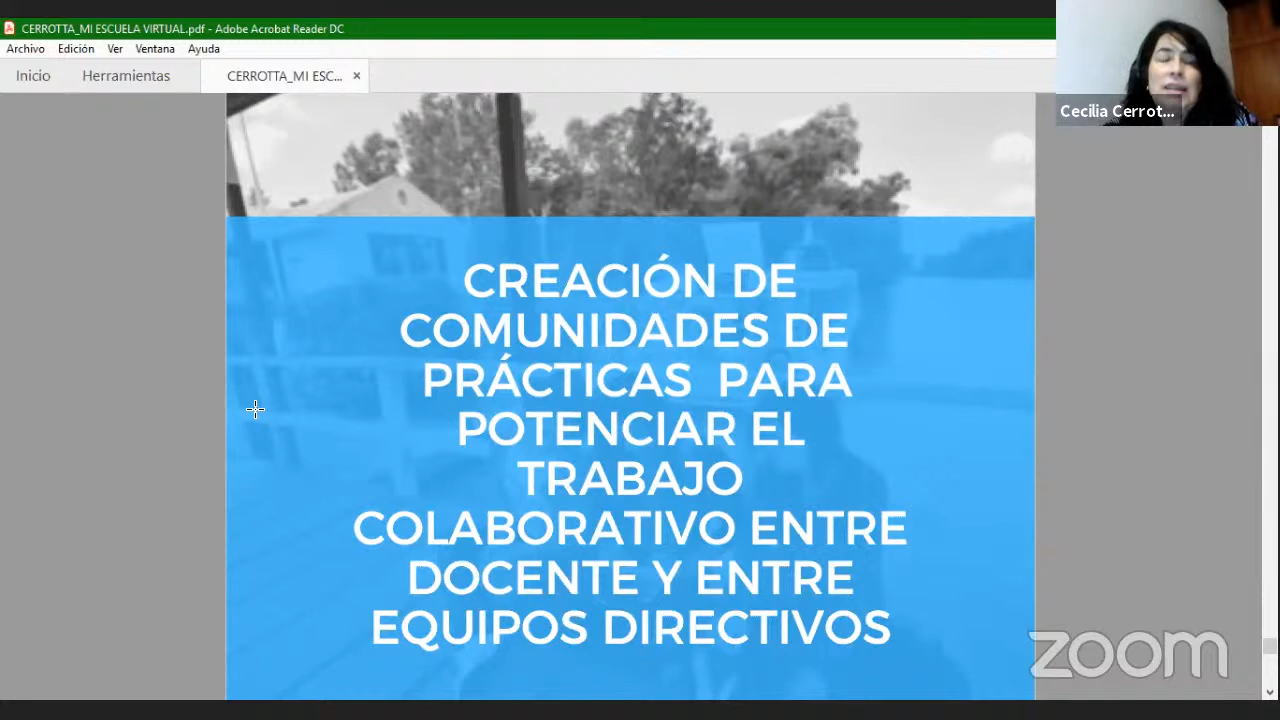 CERROTTA_MI ESCUELA VIRTUAL.pdf - Adobe Acrobat Reader DC
Archivo Edición Ver Ventana Ayuda
Inicio Herramientas CERROTTA_MI ESC... ×
Cecilia Cerrot...
CREACIÓN DE
COMUNIDADES DE
PRÁCTICAS PARA
POTENCIAR EL
TRABAJO
COLABORATIVO ENTRE
DOCENTE Y ENTRE
EQUIPOS DIRECTIVOS
zoom